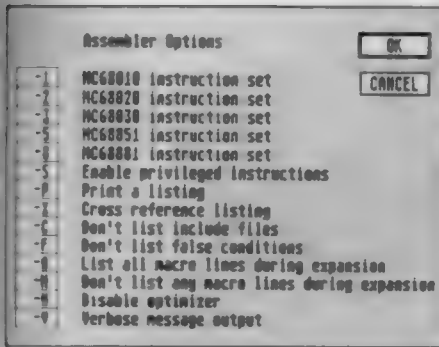 Assembler Options
OK
CANCEL
-1 MC68010 instruction set
-2 MC68020 instruction set
-3 MC68030 instruction set
-5 MC68851 instruction set
-8 MC68881 instruction set
-S Enable privileged instructions
-P Print a listing
-X Cross reference listing
-C Don't list include files
-F Don't list false conditions
List all macro lines during expansion
Don't list any macro lines during expansion
Disable optimizer
-V Verbose message output